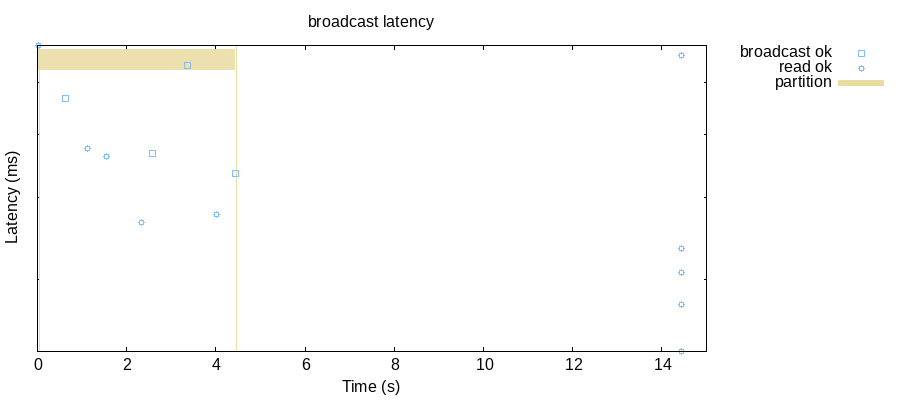 broadcast latency
broadcast ok
read ok
partition
Latency (ms)
0 2 4 6 8 10 12 14
Time (s)